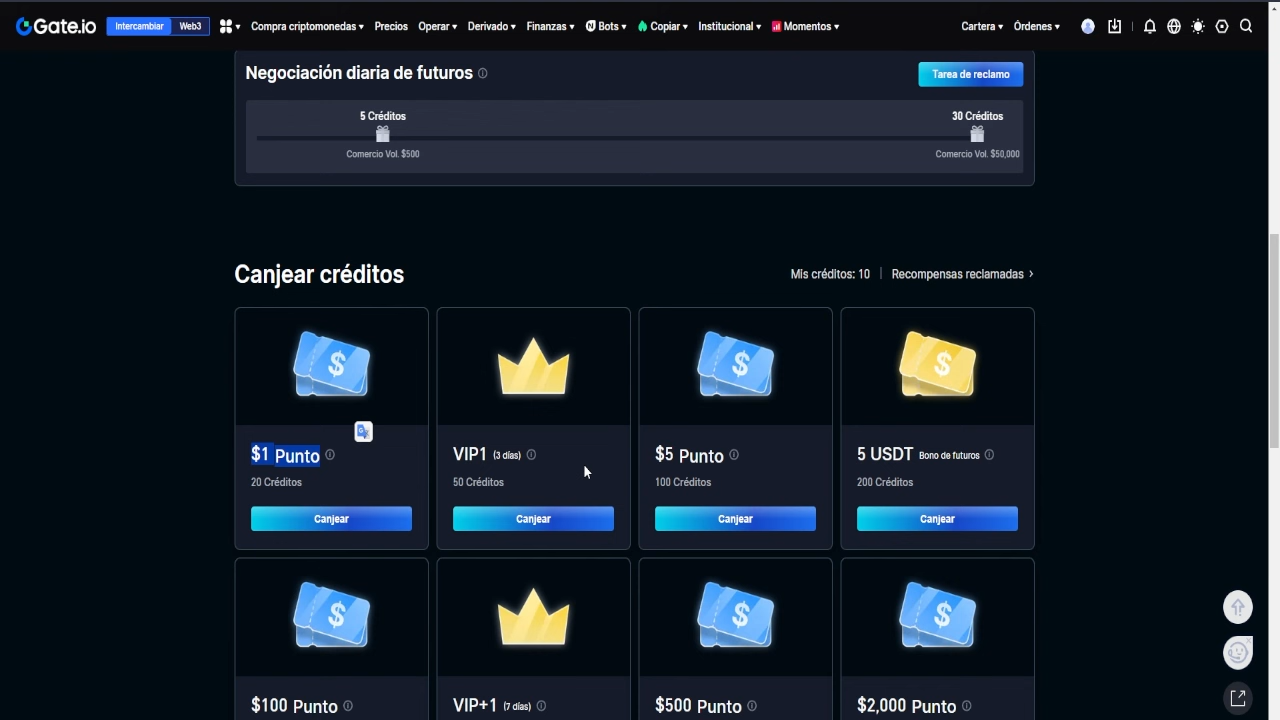 Gate.io Intercambiar Web3 Compra criptomonedas Precios Operar Derivado Finanzas Bots Copiar Institucional Momentos Cartera Órdenes
Negociación diaria de futuros Tarea de reclamo
5 Créditos 30 Créditos
Comercio Vol. $500 Comercio Vol. $50,000
Canjear créditos Mis créditos: 10 Recompensas reclamadas >
$1 Punto VIP1 (3 días) $5 Punto 5 USDT Bono de futuros
20 Créditos 50 Créditos 100 Créditos 200 Créditos
Canjear Canjear Canjear Canjear
$100 Punto VIP+1 (7 días) $500 Punto $2,000 Punto